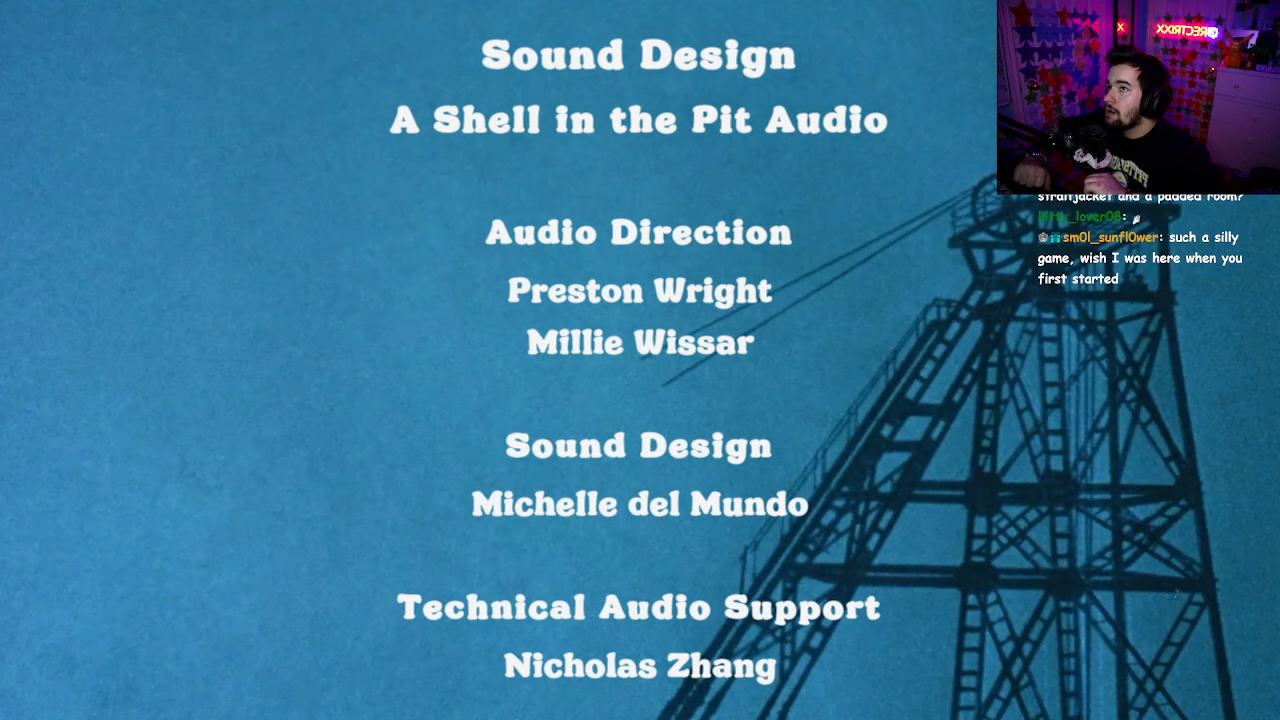 Sound Design
A Shell in the Pit Audio
Audio Direction
Preston Wright
Millie Wissar
Sound Design
Michelle del Mundo
Technical Audio Support
Nicholas Zhang
straitjacket and a padded room?
kitty_lover08:
sm0l_sunfl0wer: such a silly
game, wish I was here when you
first started